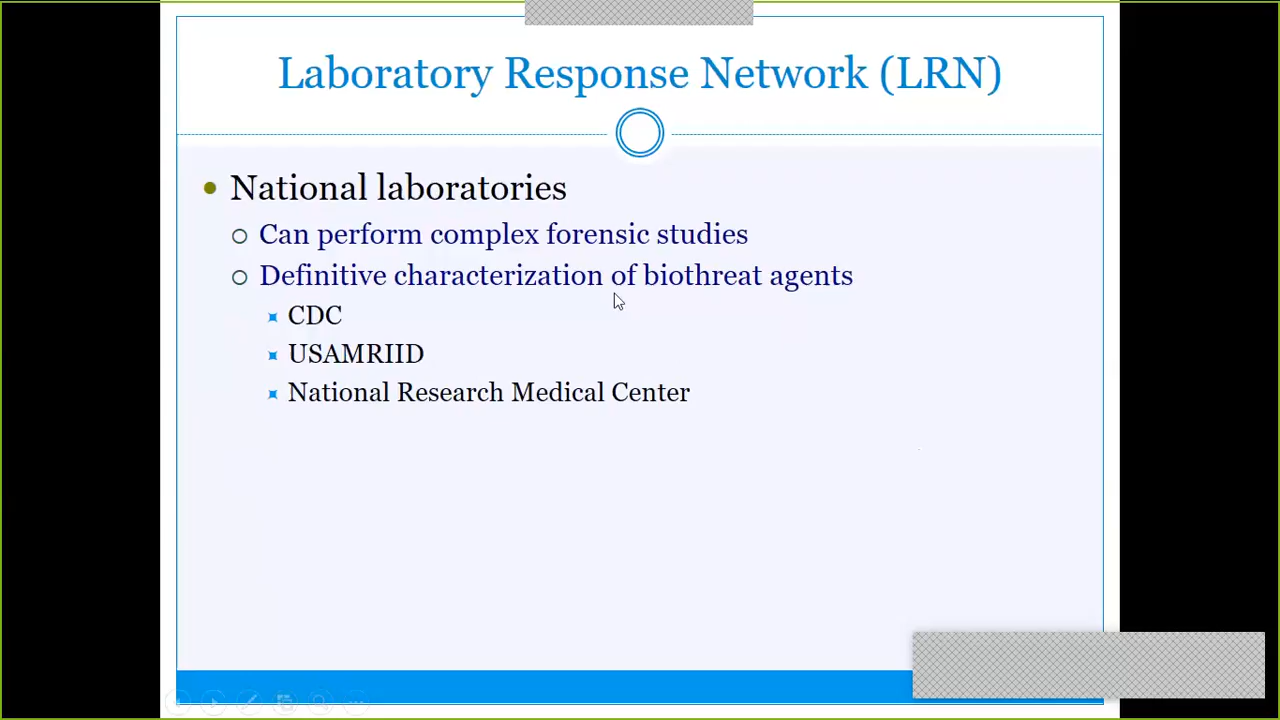 Laboratory Response Network (LRN)
National laboratories
Can perform complex forensic studies
Definitive characterization of biothreat agents
CDC
USAMRIID
National Research Medical Center